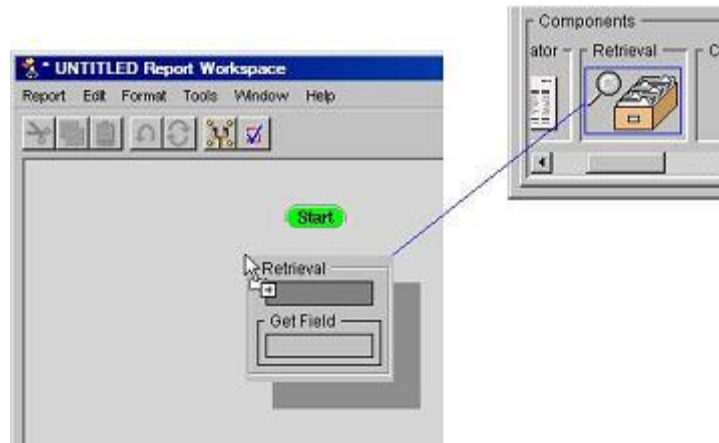 Components
ator
Retrieval
C
* UNTITLED Report Workspace
Report Edit Format Tools Window Help
Start
Retrieval
Get Field